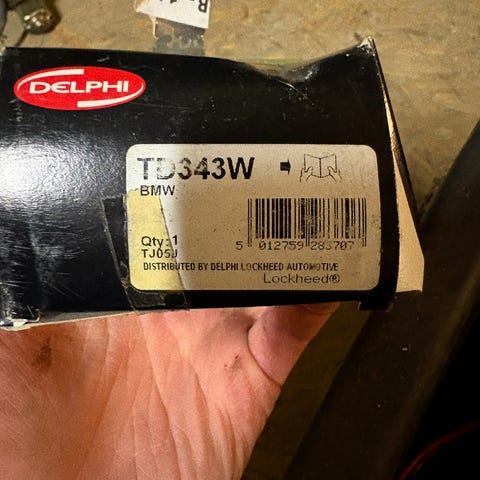 DELPHI
TD343W
BMW
Qty:1
TJ05J
5 012759 283707
DISTRIBUTED BY DELPHI LOCKHEED AUTOMOTIVE
Lockheed®